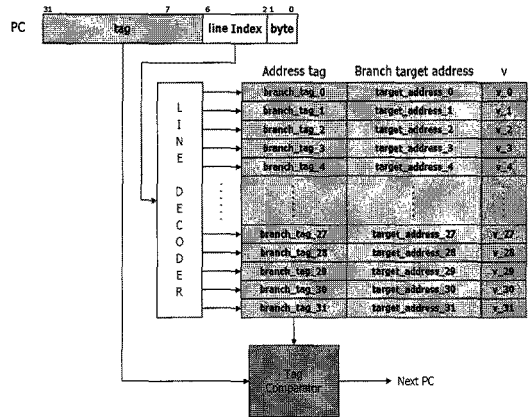 31 7 6 2 1 0
PC tag line Index byte
Address tag Branch target address v
branch_tag_0 target_address_0 v_0
branch_tag_1 target_address_1 v_1
branch_tag_2 target_address_2 v_2
branch_tag_3 target_address_3 v_3
branch_tag_4 target_address_4 v_4
branch_tag_27 target_address_27 v_27
branch_tag_28 target_address_28 v_28
branch_tag_29 target_address_29 v_29
branch_tag_30 target_address_30 v_30
branch_tag_31 target_address_31 v_31
LINE DECODER
Tag
Comparator
Next PC